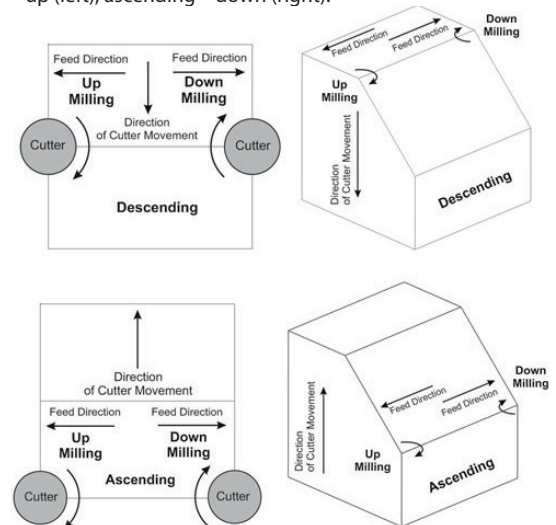 up (left), ascending – down (right).
Feed Direction
Feed Direction
Up
Milling
Down
Milling
Direction
of Cutter Movement
Cutter
Cutter
Descending
Down
Milling
Feed Direction
Feed Direction
Up
Milling
Direction
of Cutter Movement
Descending
Direction
of Cutter Movement
Feed Direction
Feed Direction
Up
Milling
Down
Milling
Ascending
Cutter
Cutter
Down
Milling
Feed Direction
Feed Direction
Up
Milling
Direction
of Cutter Movement
Ascending